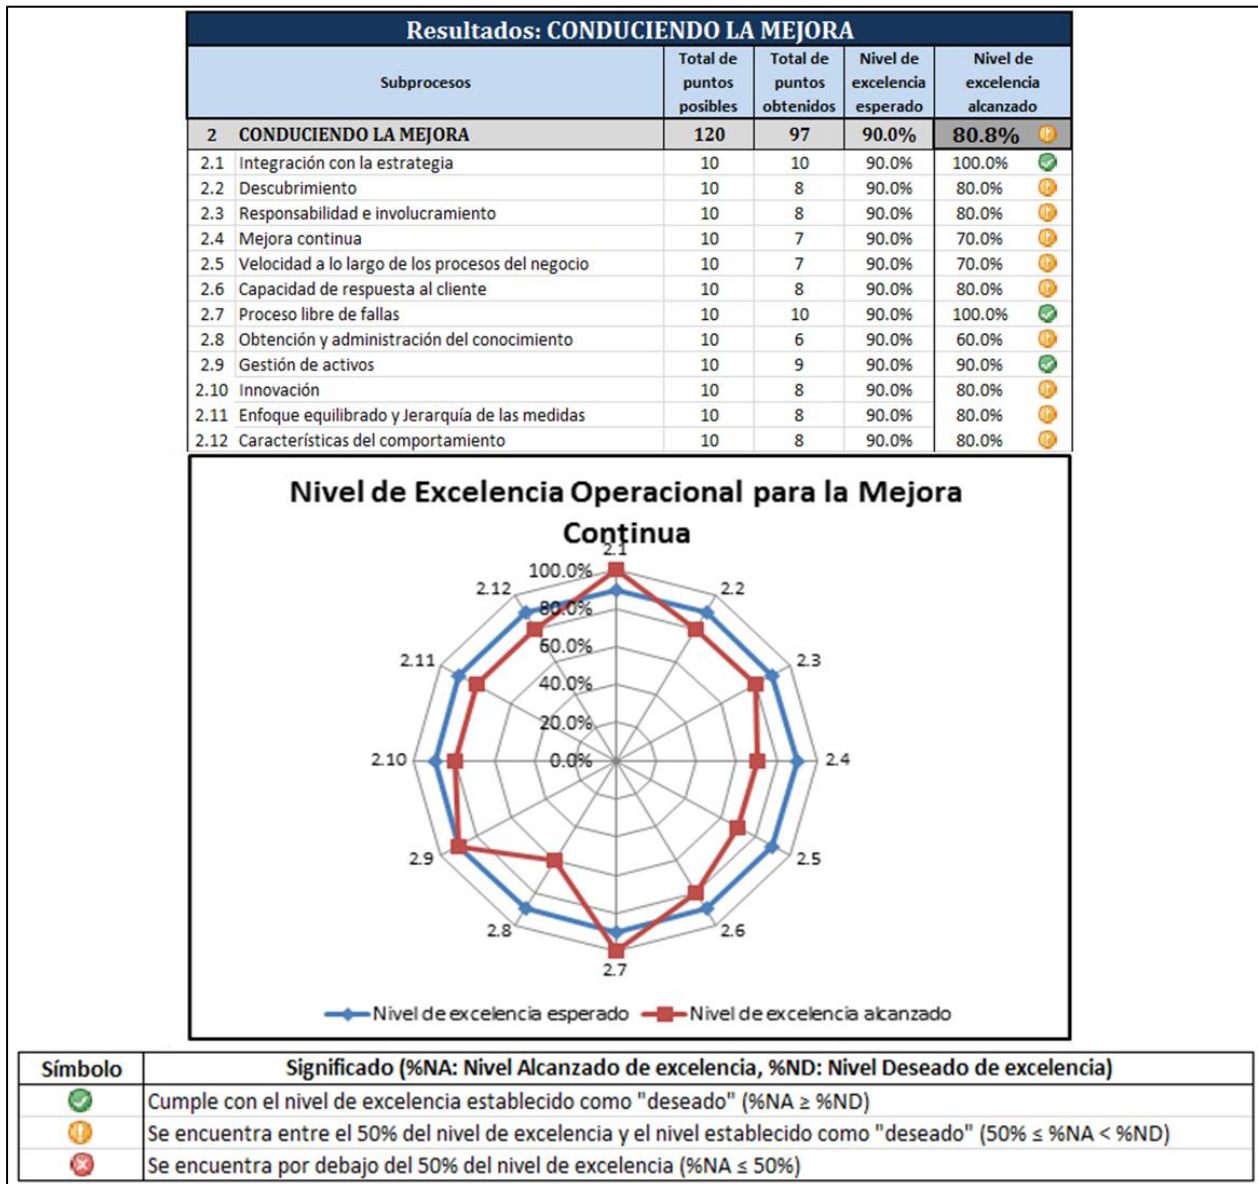 Resultados: CONDUCIENDO LA MEJORA
Subprocesos Total de puntos posibles Total de puntos obtenidos Nivel de excelencia esperado Nivel de excelencia alcanzado
2 CONDUCIENDO LA MEJORA 120 97 90.0% 80.8%
2.1 Integración con la estrategia 10 10 90.0% 100.0%
2.2 Descubrimiento 10 8 90.0% 80.0%
2.3 Responsabilidad e involucramiento 10 8 90.0% 80.0%
2.4 Mejora continua 10 7 90.0% 70.0%
2.5 Velocidad a lo largo de los procesos del negocio 10 7 90.0% 70.0%
2.6 Capacidad de respuesta al cliente 10 8 90.0% 80.0%
2.7 Proceso libre de fallas 10 10 90.0% 100.0%
2.8 Obtención y administración del conocimiento 10 6 90.0% 60.0%
2.9 Gestión de activos 10 9 90.0% 90.0%
2.10 Innovación 10 8 90.0% 80.0%
2.11 Enfoque equilibrado y Jerarquía de las medidas 10 8 90.0% 80.0%
2.12 Características del comportamiento 10 8 90.0% 80.0%
Nivel de Excelencia Operacional para la Mejora
Continua
2.1
100.0%
2.12 2.2
80.0%
60.0%
2.11 2.3
40.0%
20.0%
2.10 0.0% 2.4
2.9 2.5
2.8 2.6
2.7
Nivel de excelencia esperado Nivel de excelencia alcanzado
Símbolo Significado (%NA: Nivel Alcanzado de excelencia, %ND: Nivel Deseado de excelencia)
Cumple con el nivel de excelencia establecido como "deseado" (%NA ≥ %ND)
Se encuentra entre el 50% del nivel de excelencia y el nivel establecido como "deseado" (50% ≤ %NA < %ND)
Se encuentra por debajo del 50% del nivel de excelencia (%NA ≤ 50%)